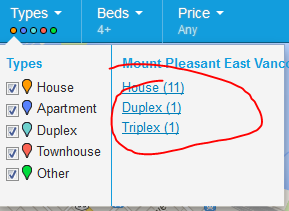 Types Beds Price
4+ Any
Types Mount Pleasant East Vanco
House House (11)
Apartment Duplex (1)
Duplex Triplex (1)
Townhouse
Other